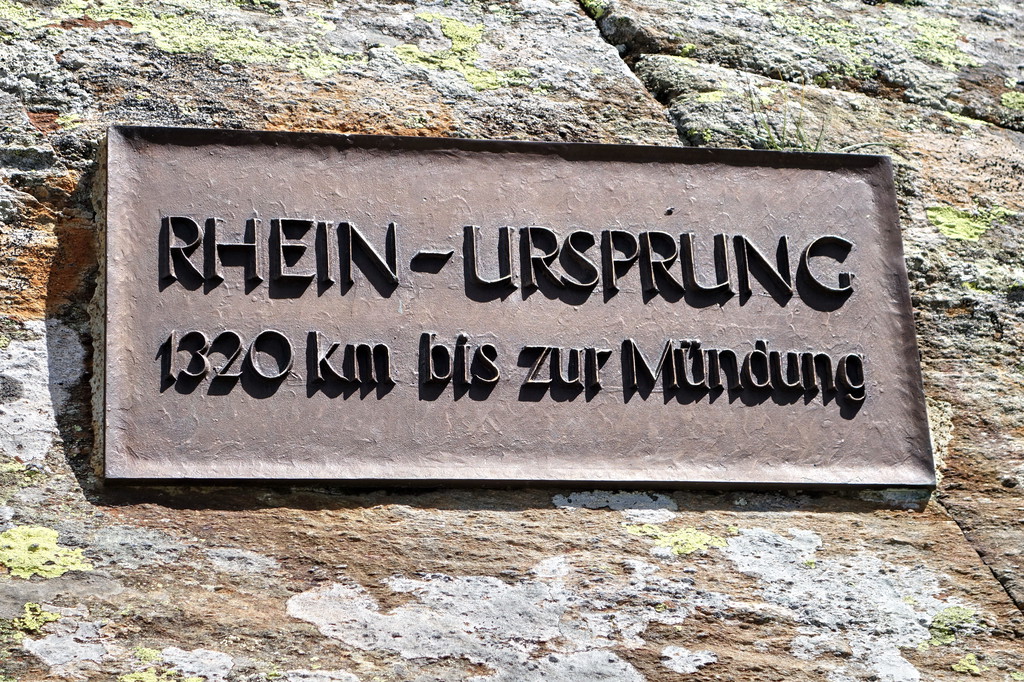 RHEIN-URSPRUNG
1320 km bis zur Mündung